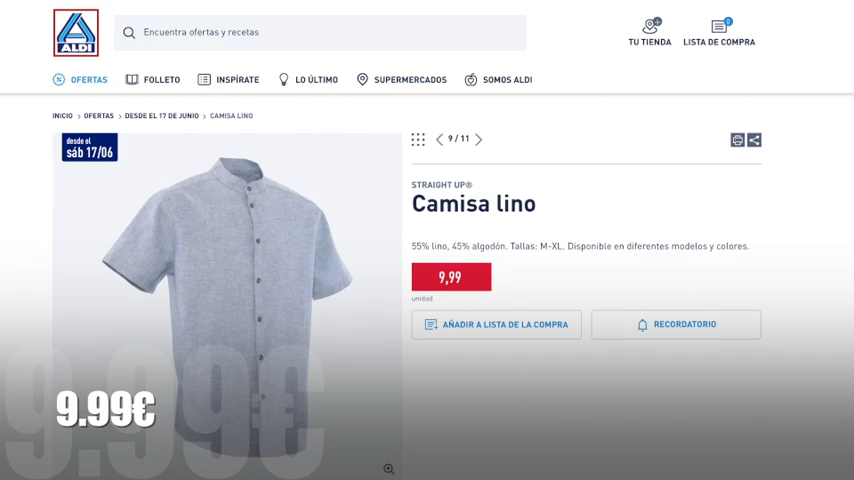 ALDI
Encuentra ofertas y recetas
TU TIENDA
0
LISTA DE COMPRA
OFERTAS
FOLLETO
INSPÍRATE
LO ÚLTIMO
SUPERMERCADOS
SOMOS ALDI
INICIO > OFERTAS > DESDE EL 17 DE JUNIO > CAMISA LINO
desde el
sáb 17/06
9 / 11
STRAIGHT UP®
Camisa lino
55% lino, 45% algodón. Tallas: M-XL. Disponible en diferentes modelos y colores.
9,99
unidad
AÑADIR A LISTA DE LA COMPRA
RECORDATORIO
9.99€
9.99€